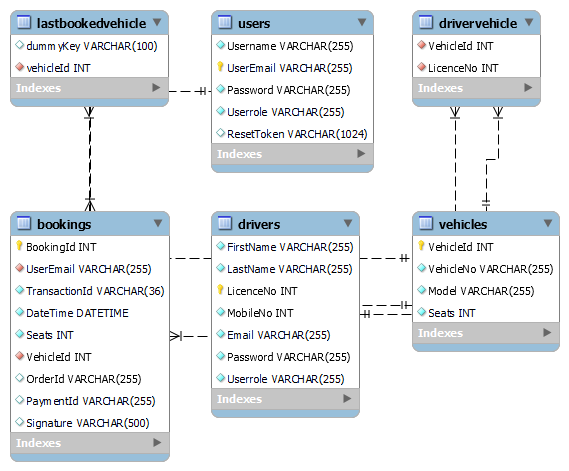 lastbookedvehicle
dummyKey VARCHAR(100)
vehicleId INT
Indexes
users
Username VARCHAR(255)
UserEmail VARCHAR(255)
Password VARCHAR(255)
Userrole VARCHAR(255)
ResetToken VARCHAR(1024)
Indexes
drivervehicle
VehicleId INT
LicenceNo INT
Indexes
bookings
BookingId INT
UserEmail VARCHAR(255)
TransactionId VARCHAR(36)
DateTime DATETIME
Seats INT
VehicleId INT
OrderId VARCHAR(255)
PaymentId VARCHAR(255)
Signature VARCHAR(500)
Indexes
drivers
FirstName VARCHAR(255)
LastName VARCHAR(255)
LicenceNo INT
MobileNo INT
Email VARCHAR(255)
Password VARCHAR(255)
Userrole VARCHAR(255)
Indexes
vehicles
VehicleId INT
VehicleNo VARCHAR(255)
Model VARCHAR(255)
Seats INT
Indexes